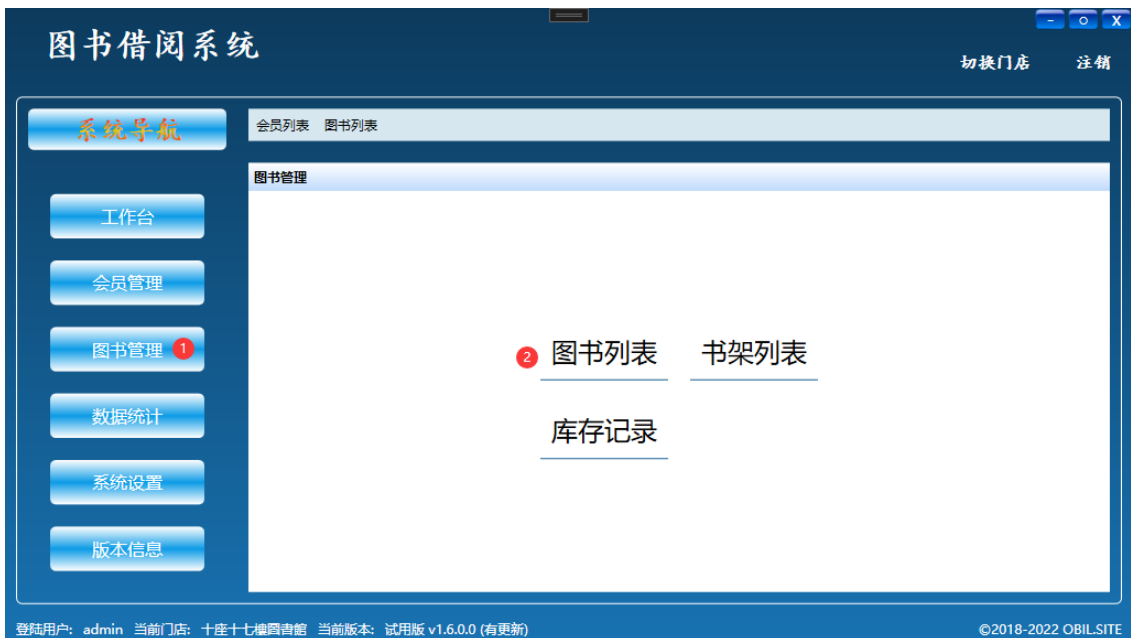 - o X
图书借阅系统
切换门店 注销
系统导航
会员列表 图书列表
图书管理
工作台
会员管理
图书管理 1
2 图书列表 书架列表
库存记录
数据统计
系统设置
版本信息
登陆用户: admin 当前门店: 十座十七樓圕書館 当前版本: 试用版 v1.6.0.0 (有更新)
©2018-2022 OBIL.SITE